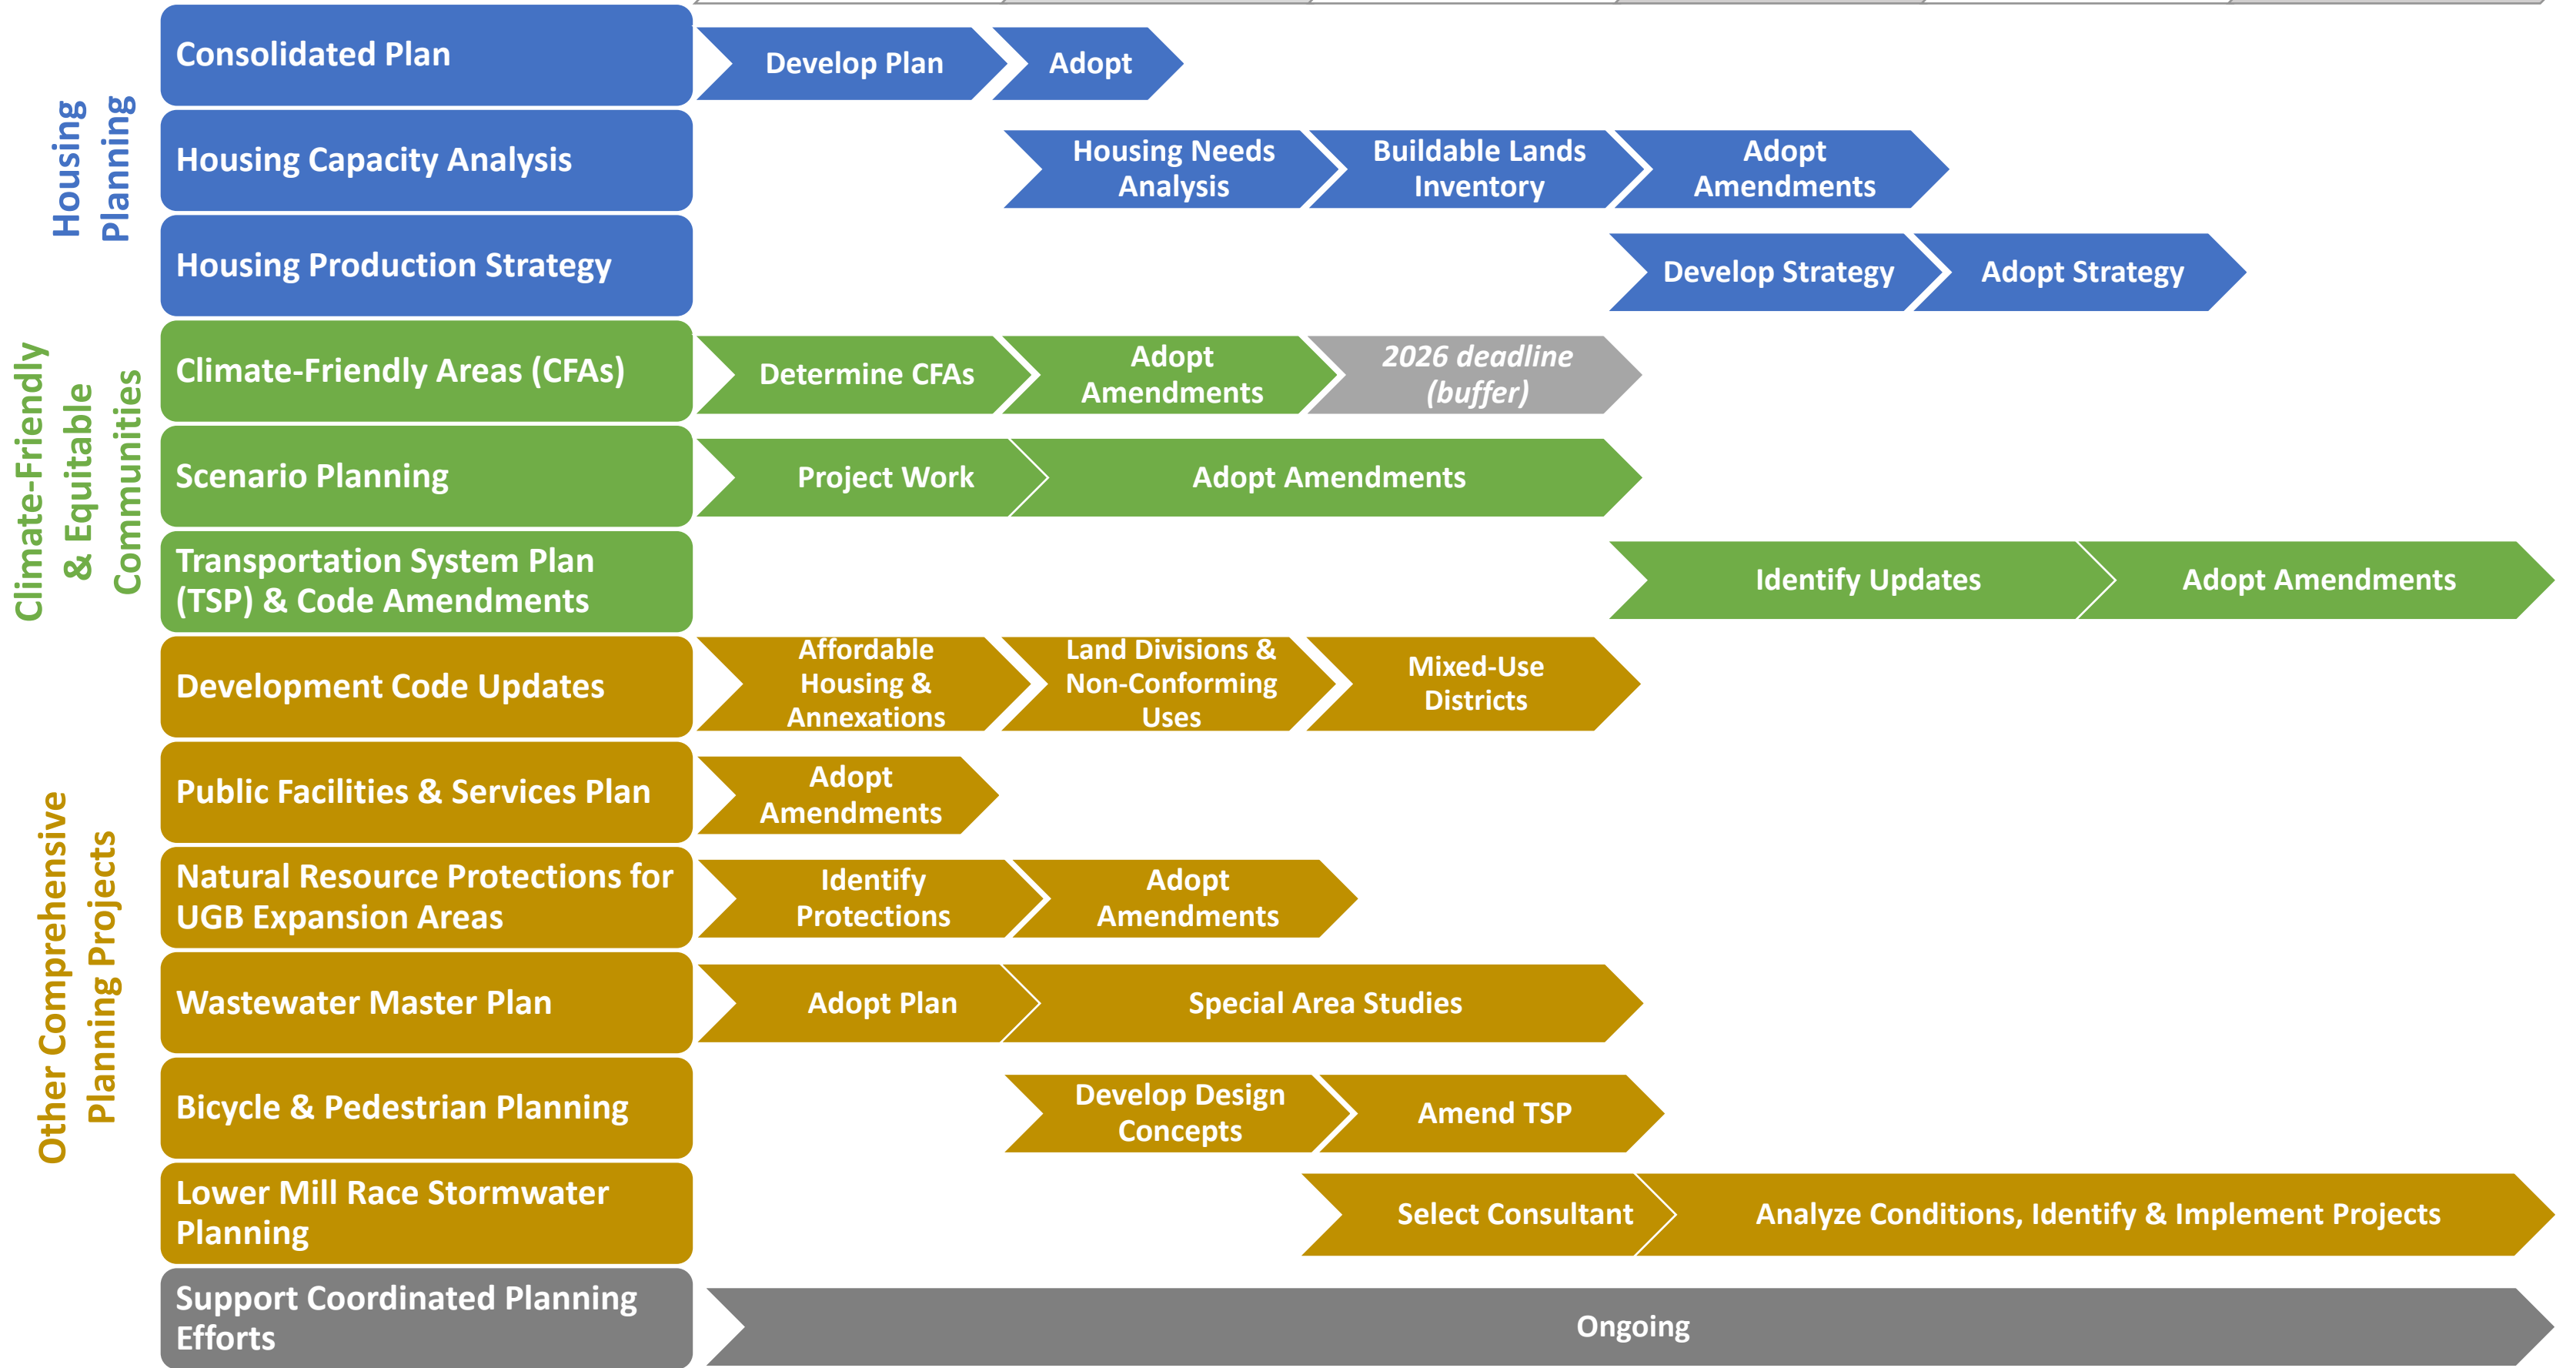 Housing
Planning
Consolidated Plan
Develop Plan
Adopt
Housing Capacity Analysis
Housing Needs
Analysis
Buildable Lands
Inventory
Adopt
Amendments
Housing Production Strategy
Develop Strategy
Adopt Strategy
Climate-Friendly
& Equitable
Communities
Climate-Friendly Areas (CFAs)
Determine CFAs
Adopt
Amendments
2026 deadline
(buffer)
Scenario Planning
Project Work
Adopt Amendments
Transportation System Plan
(TSP) & Code Amendments
Identify Updates
Adopt Amendments
Other Comprehensive
Planning Projects
Development Code Updates
Affordable
Housing &
Annexations
Land Divisions &
Non-Conforming
Uses
Mixed-Use
Districts
Public Facilities & Services Plan
Adopt
Amendments
Natural Resource Protections for
UGB Expansion Areas
Identify
Protections
Adopt
Amendments
Wastewater Master Plan
Adopt Plan
Special Area Studies
Bicycle & Pedestrian Planning
Develop Design
Concepts
Amend TSP
Lower Mill Race Stormwater
Planning
Select Consultant
Analyze Conditions, Identify & Implement Projects
Support Coordinated Planning
Efforts
Ongoing